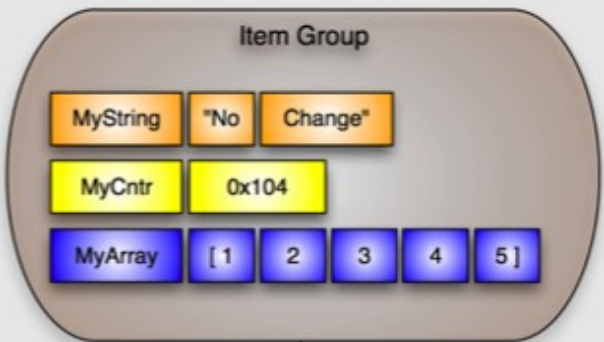 Item Group
MyString "No Change"
MyCntr 0x104
MyArray [ 1 2 3 4 5 ]